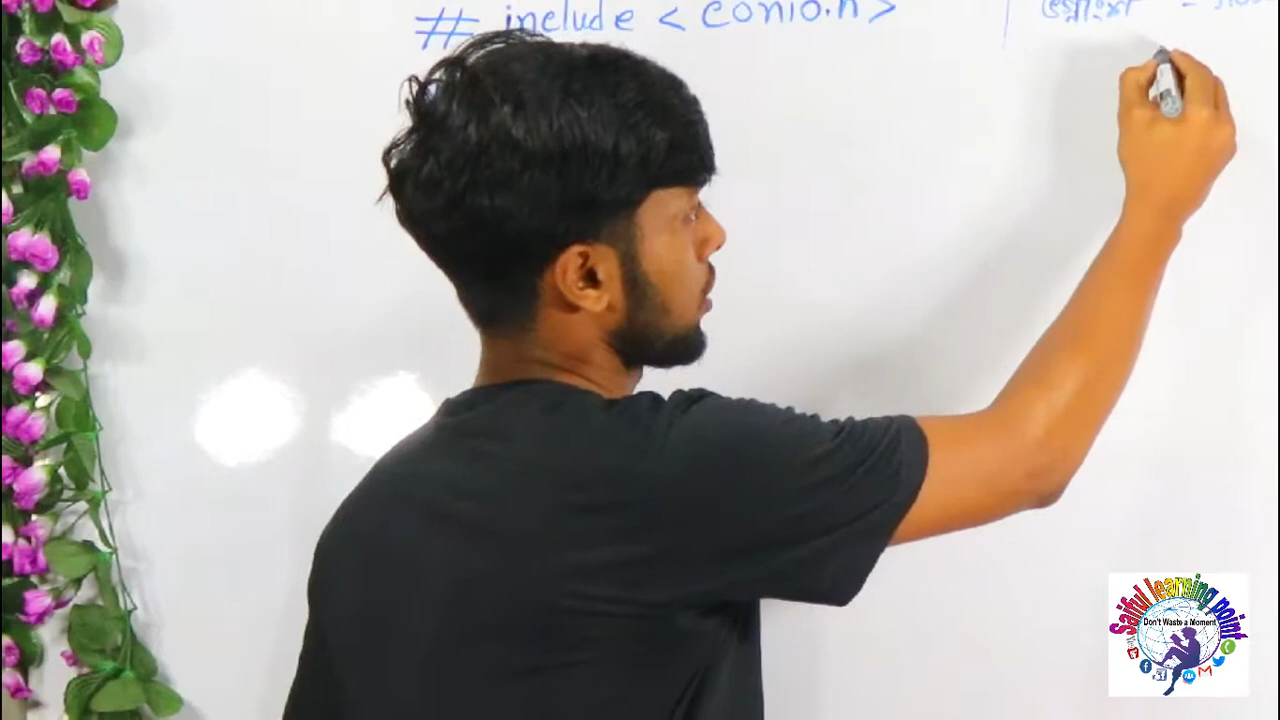 # include < conio.h >
Saiful learning point
Don't Waste a Moment